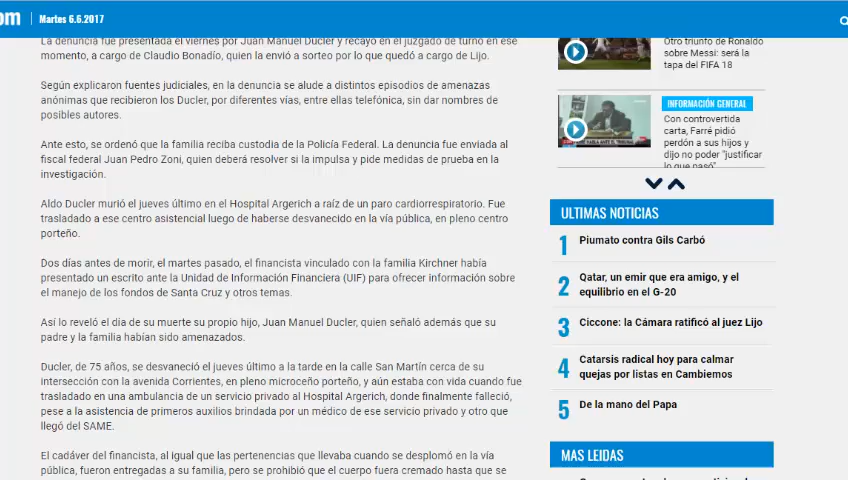 om
Martes 6.6.2017
La denuncia fue presentada el viernes por Juan Manuel Ducler y recayó en el juzgado de turno en ese
momento, a cargo de Claudio Bonadío, quien la envió a sorteo por lo que quedó a cargo de Lijo.
Según explicaron fuentes judiciales, en la denuncia se alude a distintos episodios de amenazas
anónimas que recibieron los Ducler, por diferentes vías, entre ellas telefónica, sin dar nombres de
posibles autores.
Ante esto, se ordenó que la familia reciba custodia de la Policía Federal. La denuncia fue enviada al
fiscal federal Juan Pedro Zoni, quien deberá resolver si la impulsa y pide medidas de prueba en la
investigación.
Aldo Ducler murió el jueves último en el Hospital Argerich a raíz de un paro cardiorrespiratorio. Fue
trasladado a ese centro asistencial luego de haberse desvanecido en la vía pública, en pleno centro
porteño.
Dos días antes de morir, el martes pasado, el financista vinculado con la familia Kirchner había
presentado un escrito ante la Unidad de Información Financiera (UIF) para ofrecer información sobre
el manejo de los fondos de Santa Cruz y otros temas.
Así lo reveló el día de su muerte su propio hijo, Juan Manuel Ducler, quien señaló además que su
padre y la familia habían sido amenazados.
Ducler, de 75 años, se desvaneció el jueves último a la tarde en la calle San Martín cerca de su
intersección con la avenida Corrientes, en pleno microceño porteño, y aún estaba con vida cuando fue
trasladado en una ambulancia de un servicio privado al Hospital Argerich, donde finalmente falleció,
pese a la asistencia de primeros auxilios brindada por un médico de ese servicio privado y otro que
llegó del SAME.
El cadáver del financista, al igual que las pertenencias que llevaba cuando se desplomó en la vía
pública, fueron entregadas a su familia, pero se prohibió que el cuerpo fuera cremado hasta que se
Otro triunfo de Ronaldo
sobre Messi: será la
tapa del FIFA 18
INFORMACIÓN GENERAL
Con controvertida
carta, Farré pidió
perdón a sus hijos y
dijo no poder "justificar
lo que pasó"
ULTIMAS NOTICIAS
1 Piumato contra Gils Carbó
2 Qatar, un emir que era amigo, y el
equilibrio en el G-20
3 Ciccone: la Cámara ratificó al juez Lijo
4 Catarsis radical hoy para calmar
quejas por listas en Cambiemos
5 De la mano del Papa
MAS LEIDAS